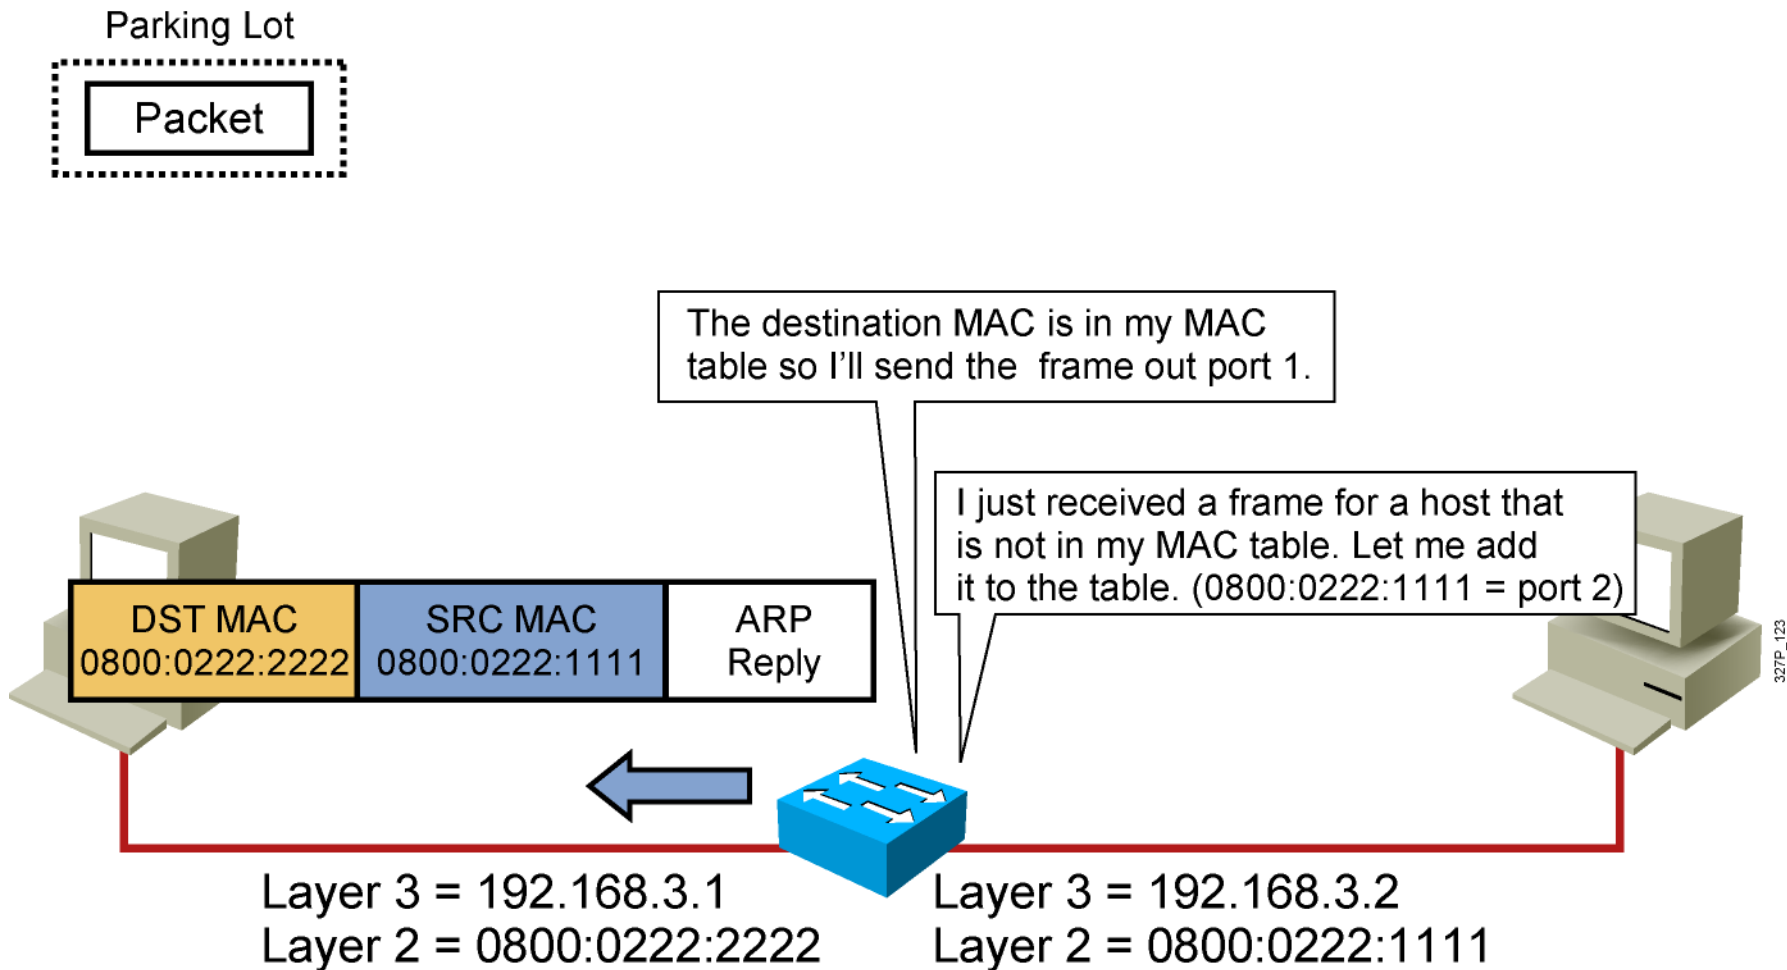 Parking Lot
Packet
The destination MAC is in my MAC
table so I'll send the  frame out port 1.
I just received a frame for a host that
is not in my MAC table. Let me add
it to the table. (0800:0222:1111 = port 2)
DST MAC
0800:0222:2222
SRC MAC
0800:0222:1111
ARP
Reply
327P_123
Layer 3 = 192.168.3.1
Layer 2 = 0800:0222:2222
Layer 3 = 192.168.3.2
Layer 2 = 0800:0222:1111